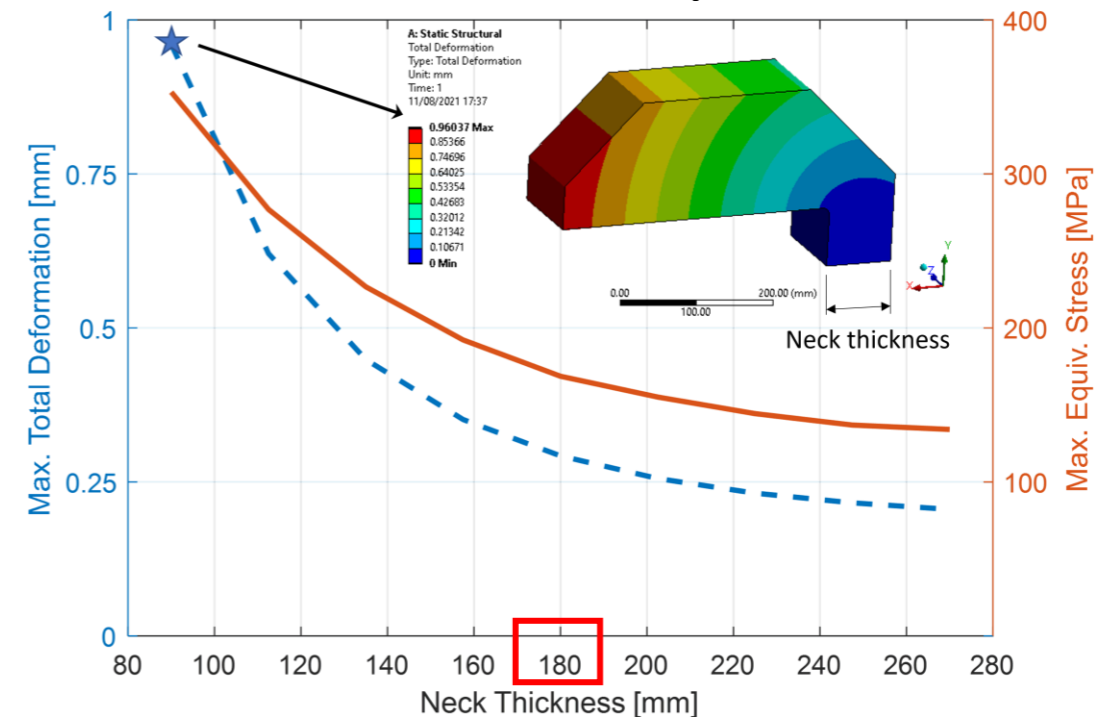 1
0.75
0.5
0.25
0
Max. Total Deformation [mm]
A: Static Structural
Total Deformation
Type: Total Deformation
Unit: mm
Time: 1
11/08/2021 17:37
0.96037 Max
0.85366
0.74696
0.64025
0.53354
0.42683
0.32012
0.21342
0.10671
0 Min
0.00
200.00 (mm)
100.00
Y
Z
X
Neck thickness
400
300
200
100
0
Max. Equiv. Stress [MPa]
80 100 120 140 160 180 200 220 240 260 280
Neck Thickness [mm]